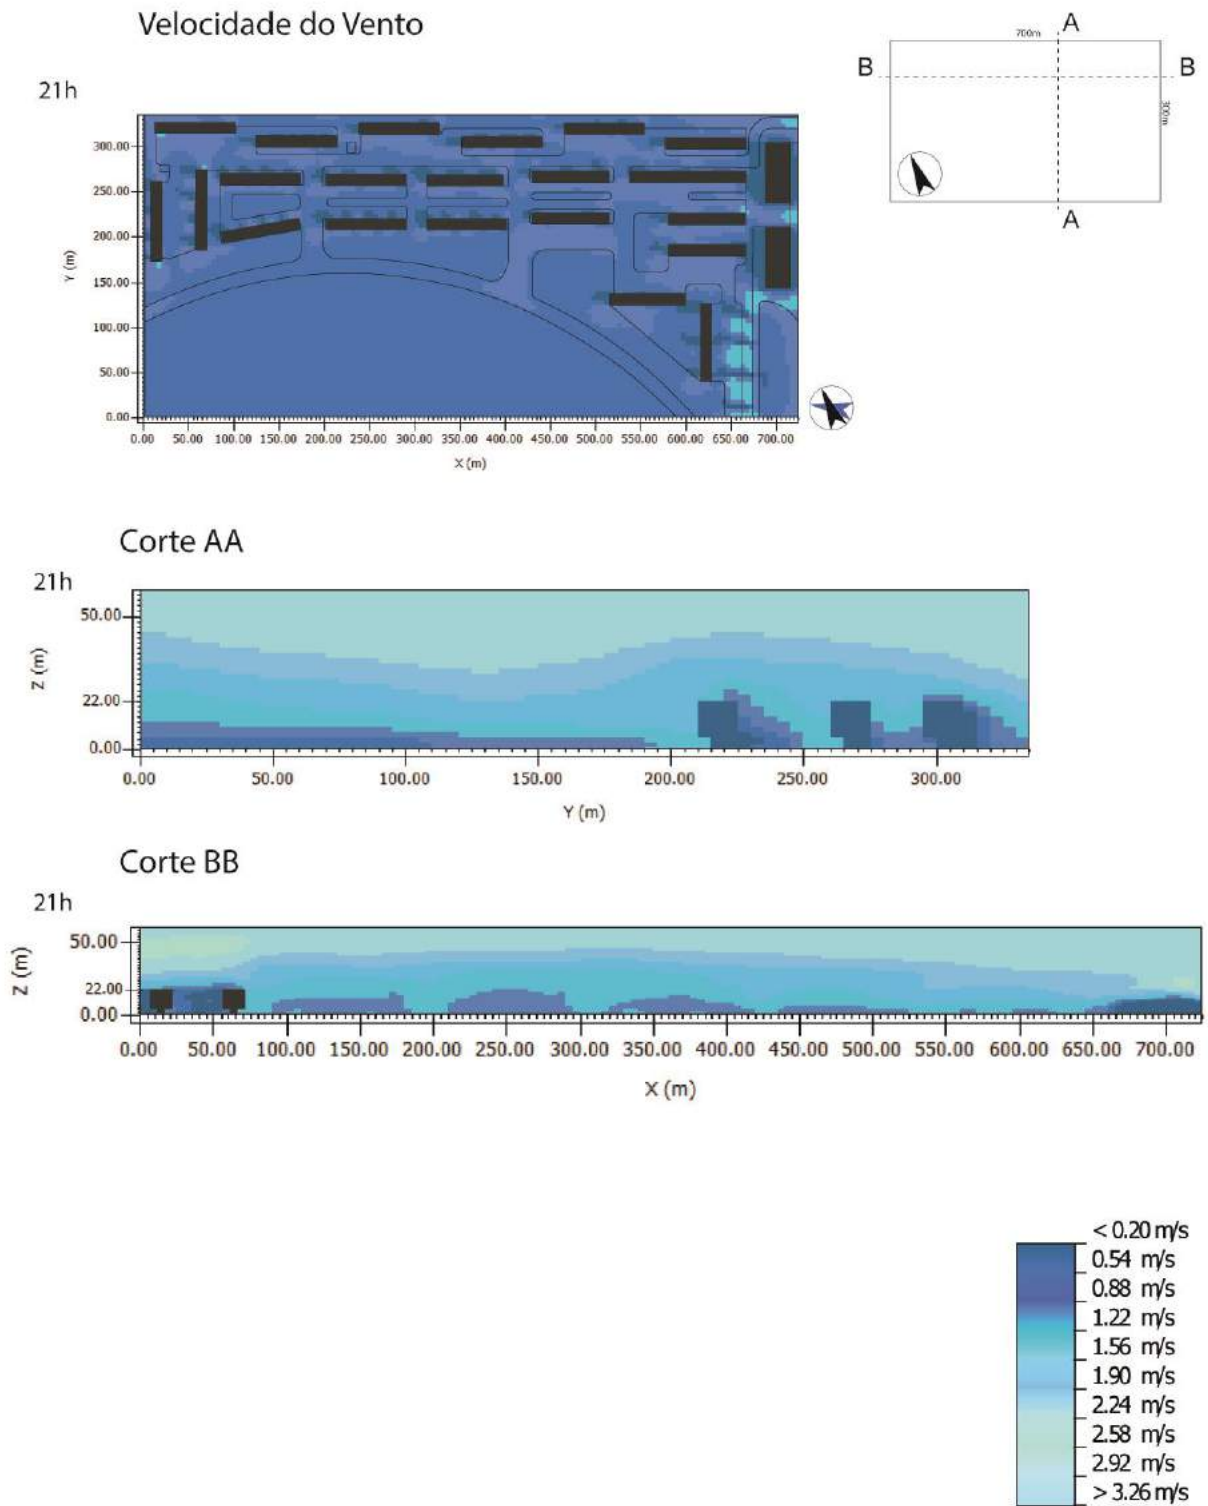 Velocidade do Vento
A
700m
B
B
300m
A
21h
300.00
250.00
200.00
150.00
100.00
50.00
0.00
Y (m)
0.00 50.00 100.00 150.00 200.00 250.00 300.00 350.00 400.00 450.00 500.00 550.00 600.00 650.00 700.00
X (m)
Corte AA
21h
50.00
22.00
0.00
Z (m)
0.00 50.00 100.00 150.00 200.00 250.00 300.00
Y (m)
Corte BB
21h
50.00
22.00
0.00
Z (m)
0.00 50.00 100.00 150.00 200.00 250.00 300.00 350.00 400.00 450.00 500.00 550.00 600.00 650.00 700.00
X (m)
< 0.20 m/s
0.54 m/s
0.88 m/s
1.22 m/s
1.56 m/s
1.90 m/s
2.24 m/s
2.58 m/s
2.92 m/s
> 3.26 m/s